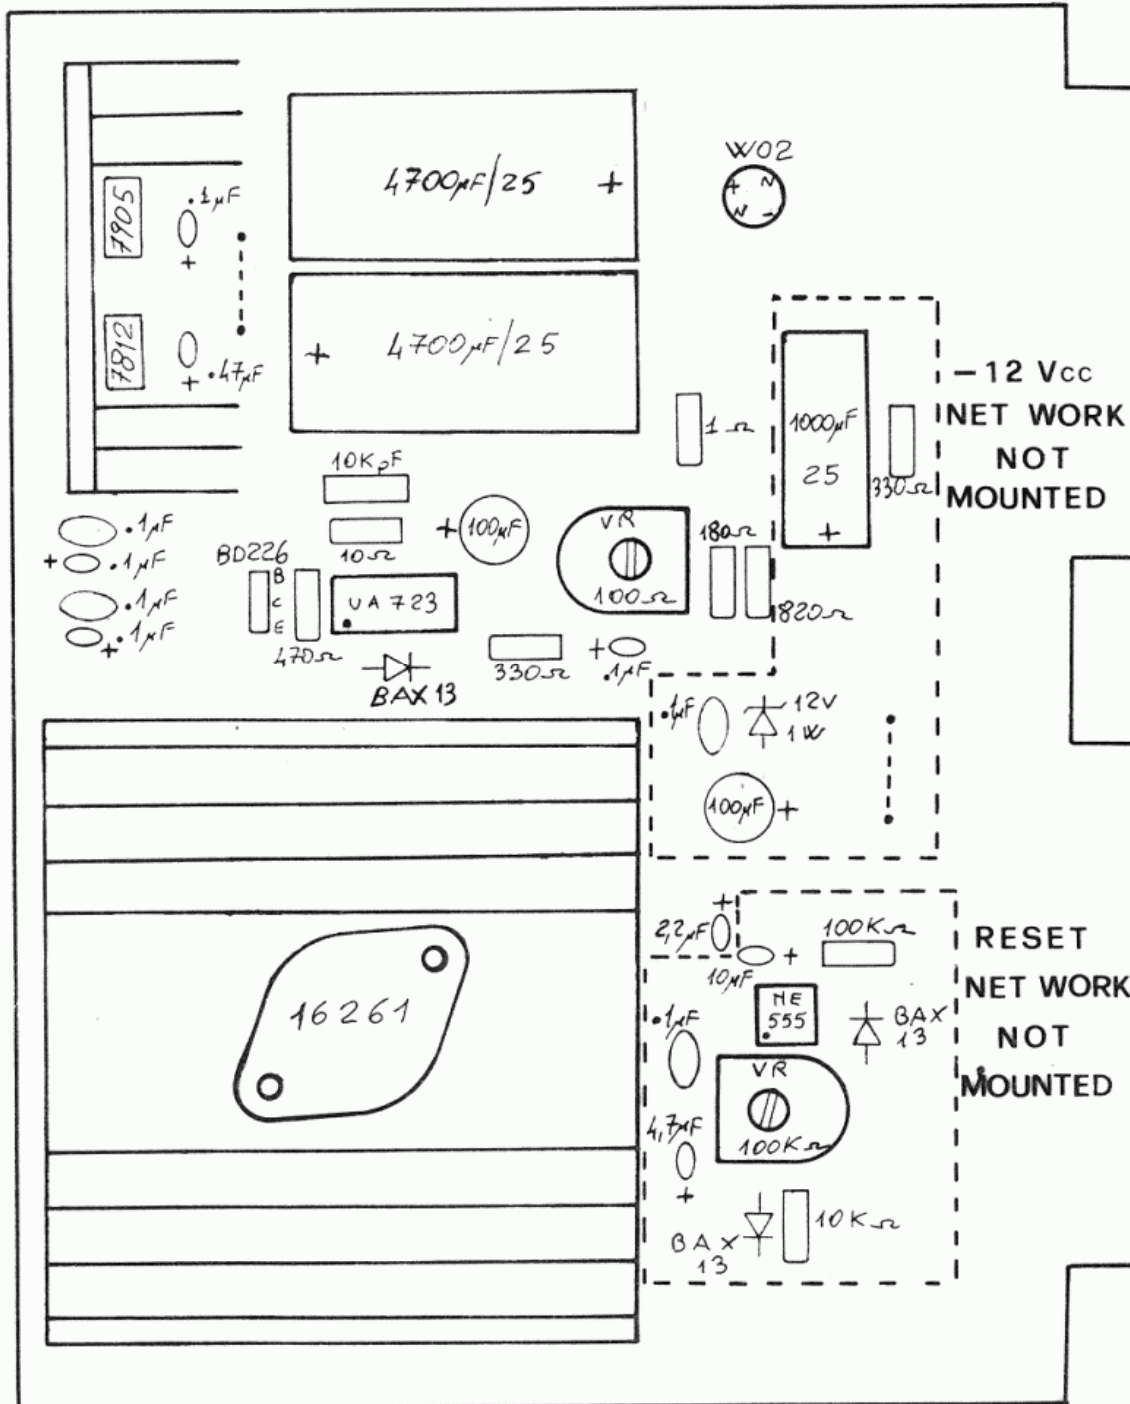 W02
+ ~
~ -
4700µF/25 +
.1µF
7905
+
+ 4700µF/25
7812
+ .47µF
-12 Vcc
NET WORK
NOT
MOUNTED
1Ω
1000µF
25
+
330Ω
10KpF
10Ω
+ 100µF
VR
100Ω
180Ω
820Ω
.1µF
+ .1µF
.1µF
+ .1µF
BD226
B
C
E
470Ω
UA 723
BAX 13
330Ω
+
.1µF
.1µF
12V
1W
100µF +
+
2,2µF
10µF +
100KΩ
RESET
NET WORK
NOT
MOUNTED
16261
.1µF
NE
555
BAX
13
VR
100KΩ
4,7µF
+
BAX
13
10KΩ